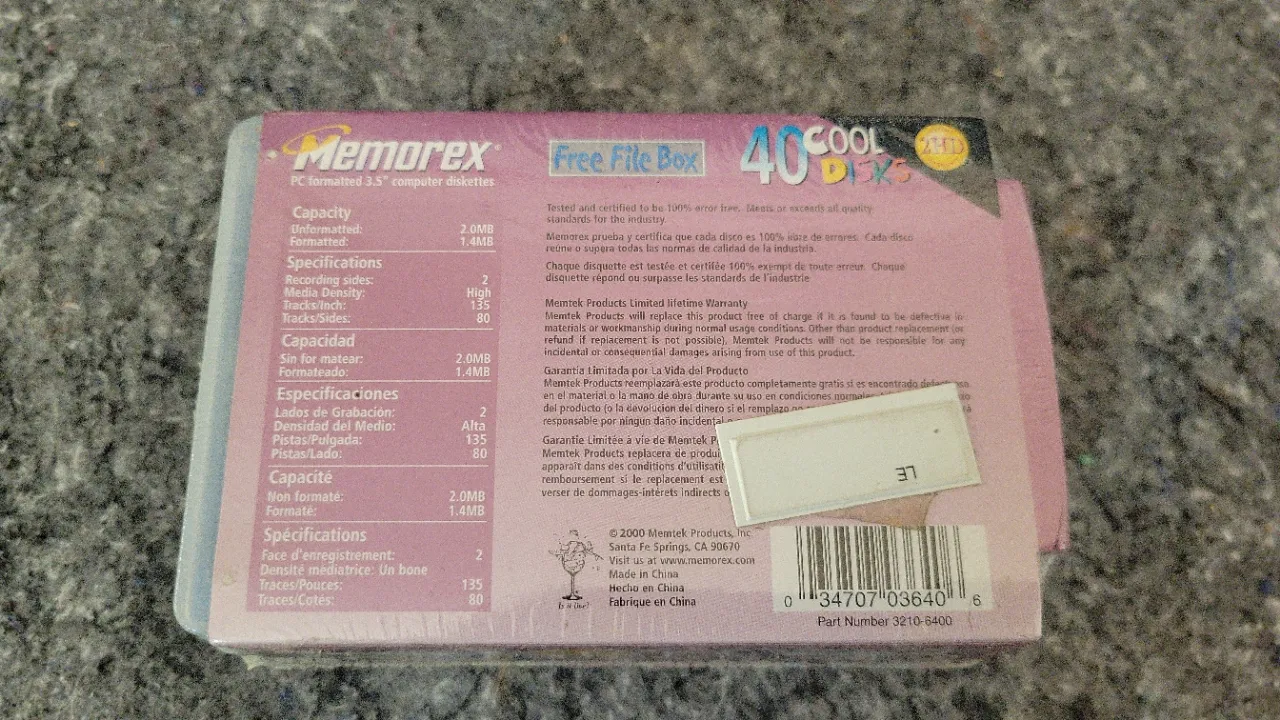 Memorex®
PC formatted 3.5" computer diskettes
Capacity
Unformatted: 2.0MB
Formatted: 1.4MB
Specifications
Recording sides: 2
Media Density: High
Tracks/Inch: 135
Tracks/Sides: 80
Capacidad
Sin for matear: 2.0MB
Formateado: 1.4MB
Especificaciones
Lados de Grabación: 2
Densidad del Medio: Alta
Pistas/Pulgada: 135
Pistas/Lado: 80
Capacité
Non formaté: 2.0MB
Formaté: 1.4MB
Spécifications
Face d'enregistrement: 2
Densité médiatrice: Un bone
Traces/Pouces: 135
Traces/Cotés: 80
Free File Box
40 COOL
DISKS
2HD
Tested and certified to be 100% error free. Meets or exceeds all quality
standards for the industry.
Memorex prueba y certifica que cada disco es 100% libre de errores. Cada disco
reúne o supera todas las normas de calidad de la industria.
Chaque disquette est testée et certifée 100% exempt de toute erreur. Chaque
disquette répond ou surpasse les standards de l'industrie
Memtek Products Limited lifetime Warranty
Memtek Products will replace this product free of charge if it is found to be defective in
materials or workmanship during normal usage conditions. Other than product replacement (or
refund if replacement is not possible), Memtek Products will not be responsible for any
incidental or consequential damages arising from use of this product.
Garantía Limitada por La Vida del Producto
Memtek Products reemplazará este producto completamente gratis si es encontrado
en el material o la mano de obra durante su uso en condiciones
del producto (o la devolucion del dinero si el remplazo
responsable por ningun daño incidental
Garantie Limitée à vie de Memtek
Memtek Products replacera de
apparaît dans des conditions
remboursement si le replacement est
verser de dommages-intérets indirects
LE
Is it live?
© 2000 Memtek Products, Inc.
Santa Fe Springs, CA 90670
Visit us at www.memorex.com
Made in China
Hecho en China
Fabrique en China
0 34707 03640 6
Part Number 3210-6400